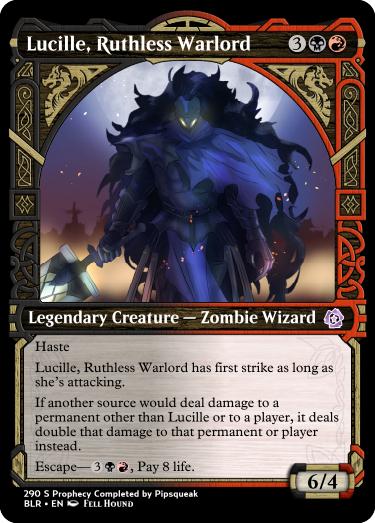 Lucille, Ruthless Warlord 3
Legendary Creature — Zombie Wizard
Haste
Lucille, Ruthless Warlord has first strike as long as
she's attacking.
If another source would deal damage to a
permanent other than Lucille or to a player, it deals
double that damage to that permanent or player
instead.
Escape—3, Pay 8 life.
6/4
290 S Prophecy Completed by Pipsqueak
BLR • EN FELL HOUND